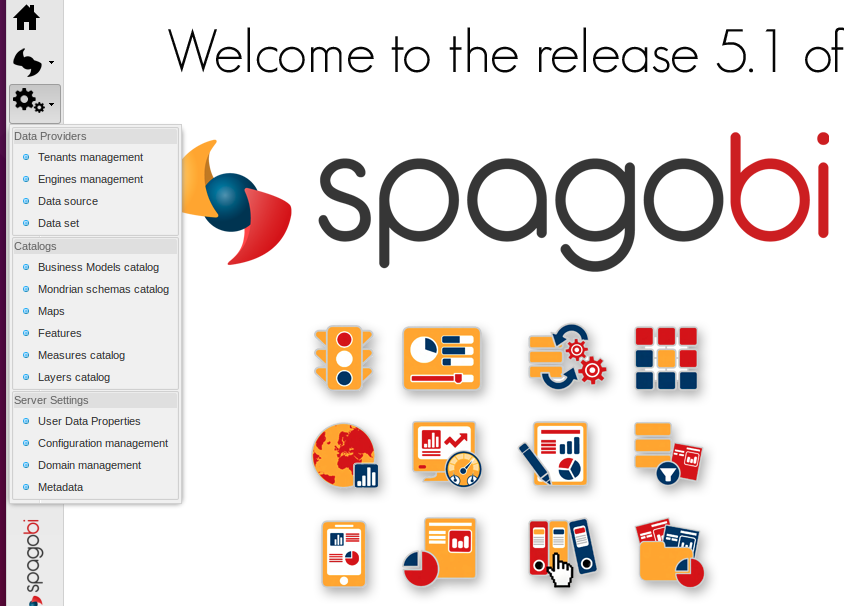 Welcome to the release 5.1 of
spagobi
Data Providers
Tenants management
Engines management
Data source
Data set
Catalogs
Business Models catalog
Mondrian schemas catalog
Maps
Features
Measures catalog
Layers catalog
Server Settings
User Data Properties
Configuration management
Domain management
Metadata
spagobi